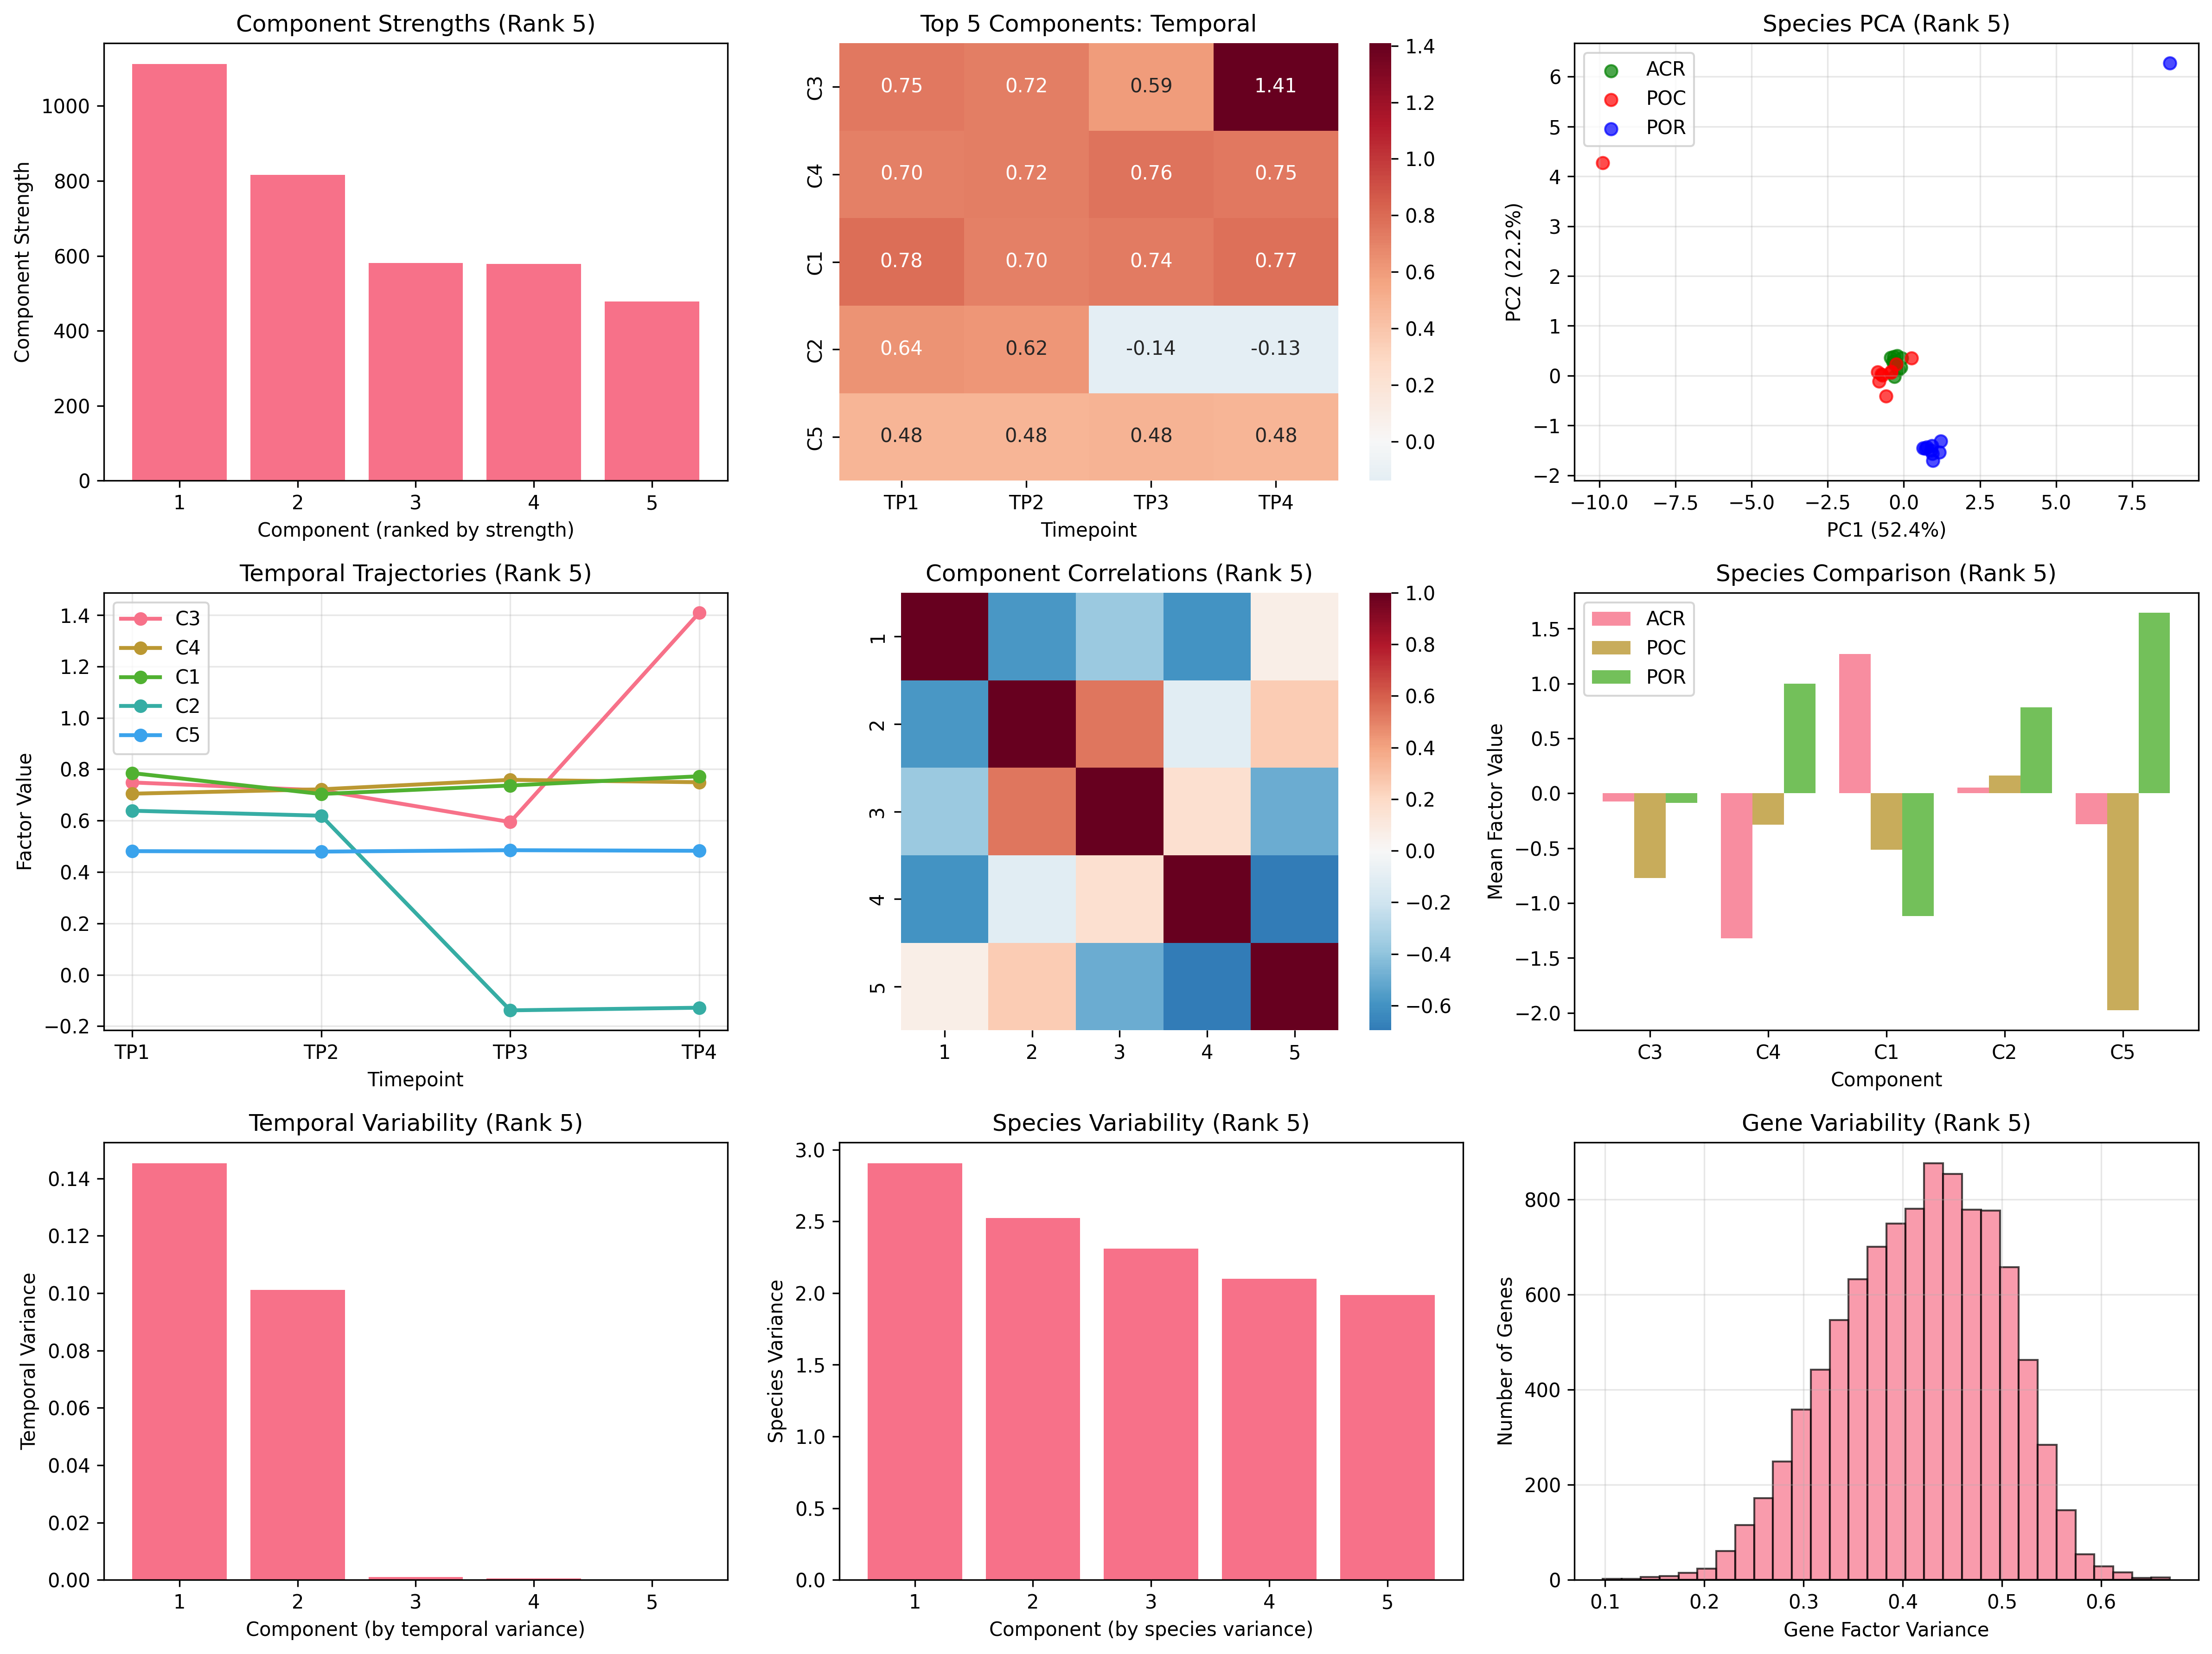 Component Strengths (Rank 5)
Component Strength
1000
800
600
400
200
0
1 2 3 4 5
Component (ranked by strength)
Top 5 Components: Temporal
C3 0.75 0.72 0.59 1.41
C4 0.70 0.72 0.76 0.75
C1 0.78 0.70 0.74 0.77
C2 0.64 0.62 -0.14 -0.13
C5 0.48 0.48 0.48 0.48
TP1 TP2 TP3 TP4
Timepoint
1.4
1.2
1.0
0.8
0.6
0.4
0.2
0.0
Species PCA (Rank 5)
ACR
POC
POR
PC2 (22.2%)
6
5
4
3
2
1
0
−1
−2
−10.0 −7.5 −5.0 −2.5 0.0 2.5 5.0 7.5
PC1 (52.4%)
Temporal Trajectories (Rank 5)
C3
C4
C1
C2
C5
Factor Value
1.4
1.2
1.0
0.8
0.6
0.4
0.2
0.0
−0.2
TP1 TP2 TP3 TP4
Timepoint
Component Correlations (Rank 5)
1
2
3
4
5
1 2 3 4 5
1.0
0.8
0.6
0.4
0.2
0.0
−0.2
−0.4
−0.6
Species Comparison (Rank 5)
ACR
POC
POR
Mean Factor Value
1.5
1.0
0.5
0.0
−0.5
−1.0
−1.5
−2.0
C3 C4 C1 C2 C5
Component
Temporal Variability (Rank 5)
Temporal Variance
0.14
0.12
0.10
0.08
0.06
0.04
0.02
0.00
1 2 3 4 5
Component (by temporal variance)
Species Variability (Rank 5)
Species Variance
3.0
2.5
2.0
1.5
1.0
0.5
0.0
1 2 3 4 5
Component (by species variance)
Gene Variability (Rank 5)
Number of Genes
800
600
400
200
0
0.1 0.2 0.3 0.4 0.5 0.6
Gene Factor Variance